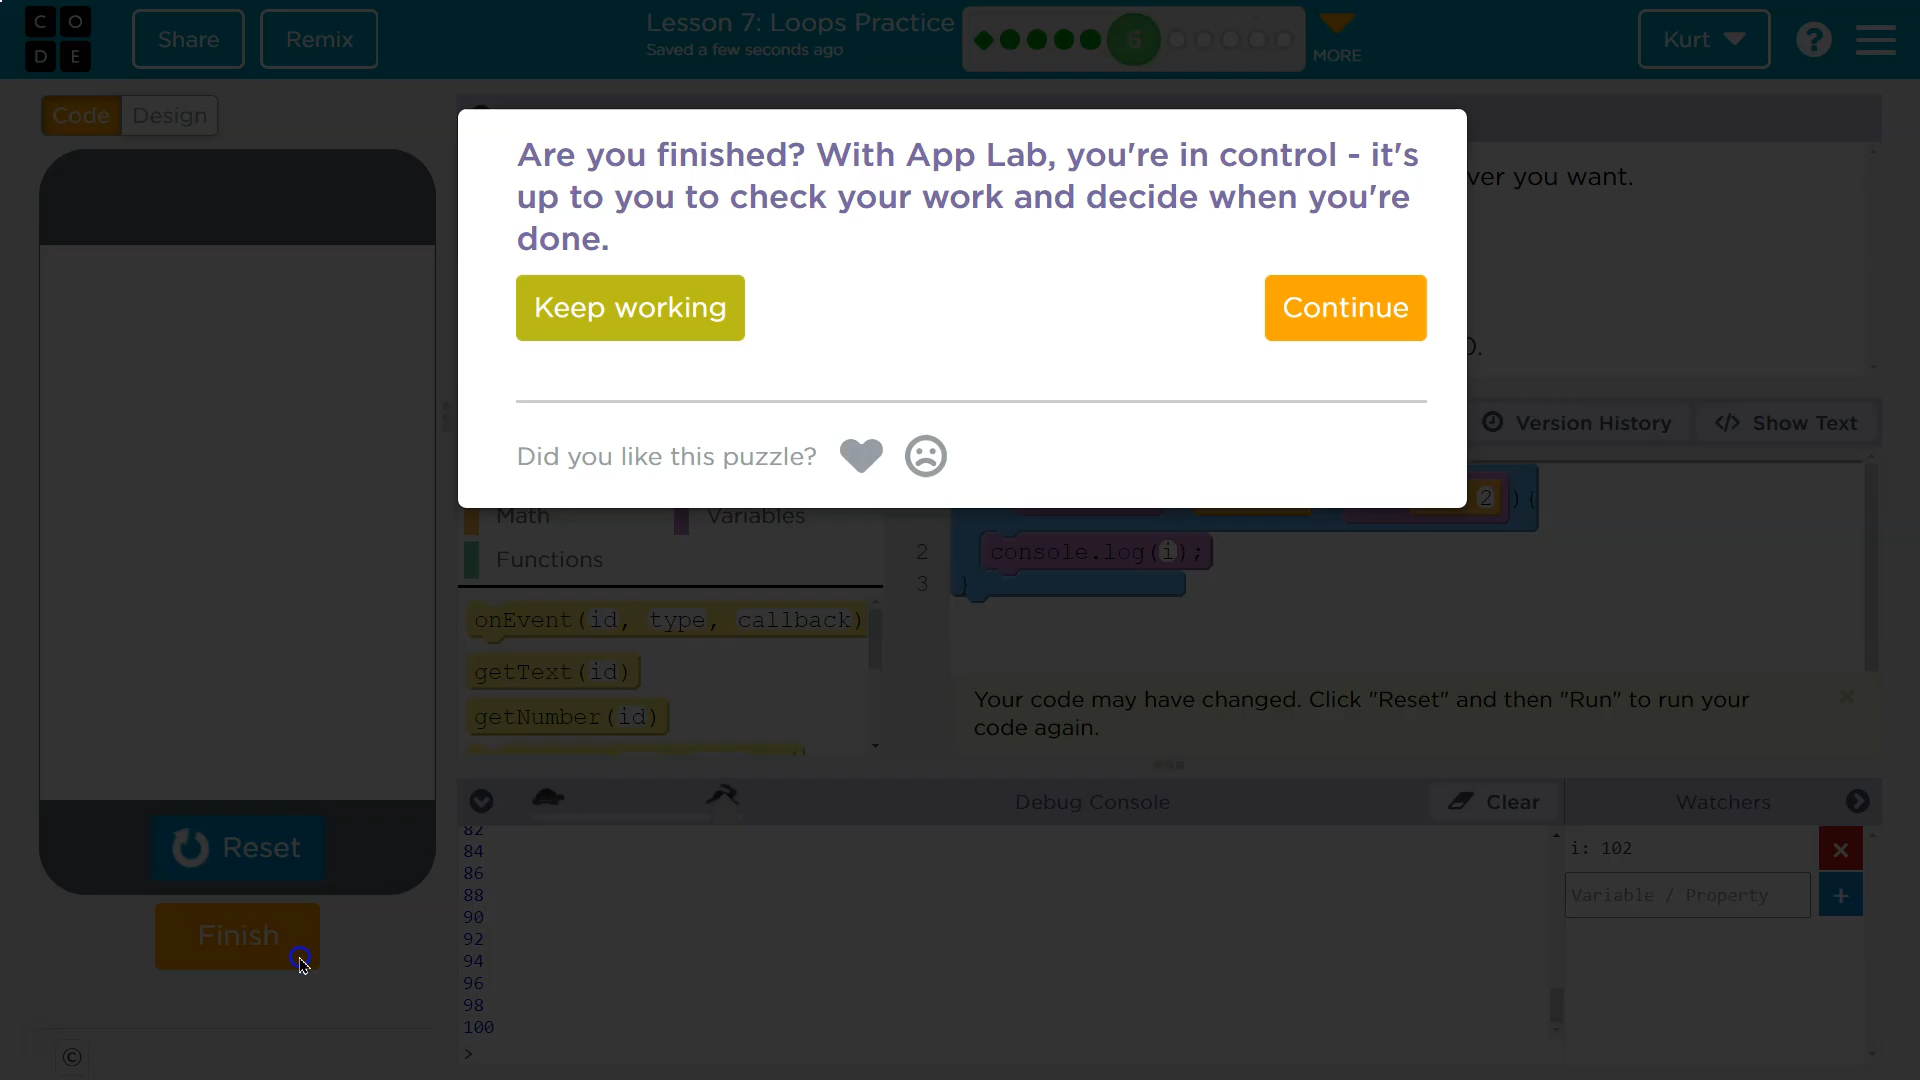 CODE
Share
Remix
Lesson 7: Loops Practice
Saved a few seconds ago
6
MORE
Kurt
?
Code
Design
Are you finished? With App Lab, you're in control - it's
up to you to check your work and decide when you're
done.
ver you want.
Keep working
Continue
Version History
</> Show Text
Did you like this puzzle?
2 ){
Math
Variables
Functions
2 console.log(i);
3 }
onEvent(id, type, callback)
getText(id)
getNumber(id)
Your code may have changed. Click "Reset" and then "Run" to run your
code again.
Debug Console
Clear
Watchers
82
84
86
88
90
92
94
96
98
100
>
i: 102
Variable / Property
Reset
Finish
©